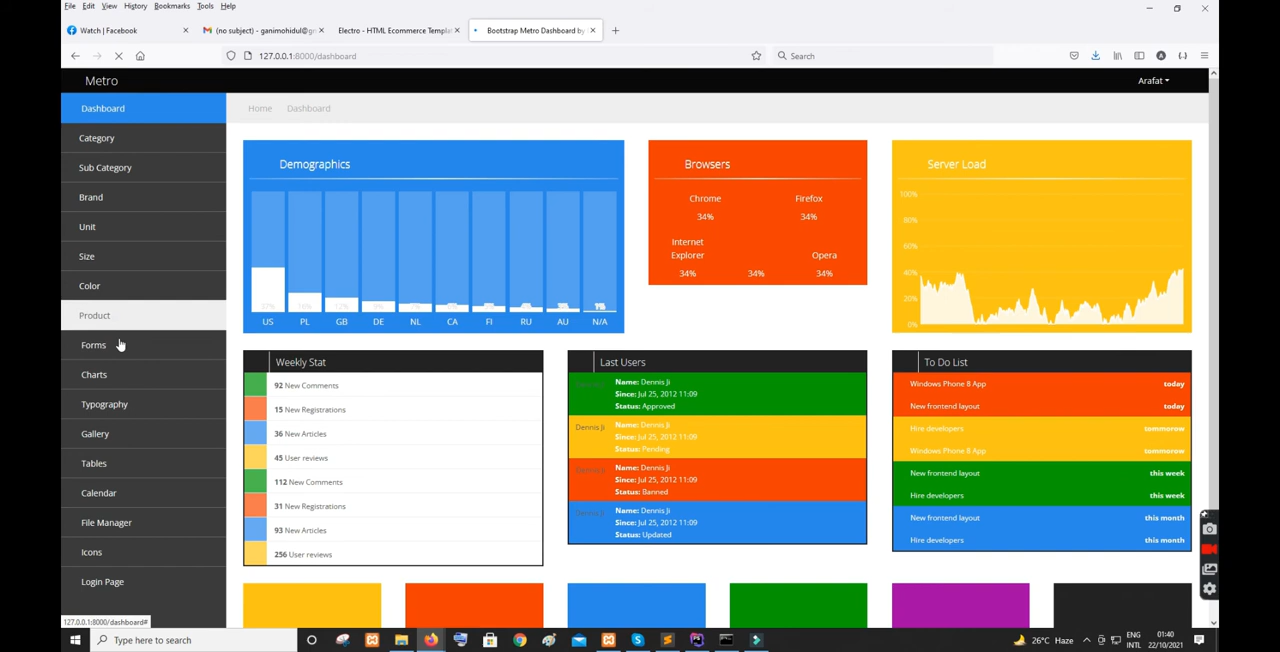 File Edit View History Bookmarks Tools Help
Watch | Facebook
(no subject) - ganimohidul@gm
Electro - HTML Ecommerce Templat
Bootstrap Metro Dashboard by
127.0.0.1:8000/dashboard
Search
Metro
Arafat
Dashboard
Home Dashboard
Category
Sub Category
Brand
Unit
Size
Color
Product
Forms
Charts
Typography
Gallery
Tables
Calendar
File Manager
Icons
Login Page
Demographics
US PL GB DE NL CA FI RU AU N/A
Browsers
Chrome Firefox
34% 34%
Internet
Explorer Opera
34% 34% 34%
Server Load
100%
80%
60%
40%
20%
0%
Weekly Stat
92 New Comments
15 New Registrations
36 New Articles
45 User reviews
112 New Comments
31 New Registrations
93 New Articles
256 User reviews
Last Users
Name: Dennis Ji
Since: Jul 25, 2012 11:09
Status: Approved
Dennis Ji
Name: Dennis Ji
Since: Jul 25, 2012 11:09
Status: Pending
Name: Dennis Ji
Since: Jul 25, 2012 11:09
Status: Banned
Name: Dennis Ji
Since: Jul 25, 2012 11:09
Status: Updated
To Do List
Windows Phone 8 App today
New frontend layout today
Hire developers tommorow
Windows Phone 8 App tommorow
New frontend layout this week
Hire developers this week
New frontend layout this month
Hire developers this month
127.0.0.1:8000/dashboard#
Type here to search
26°C Haze
ENG
INTL
01:40
22/10/2021